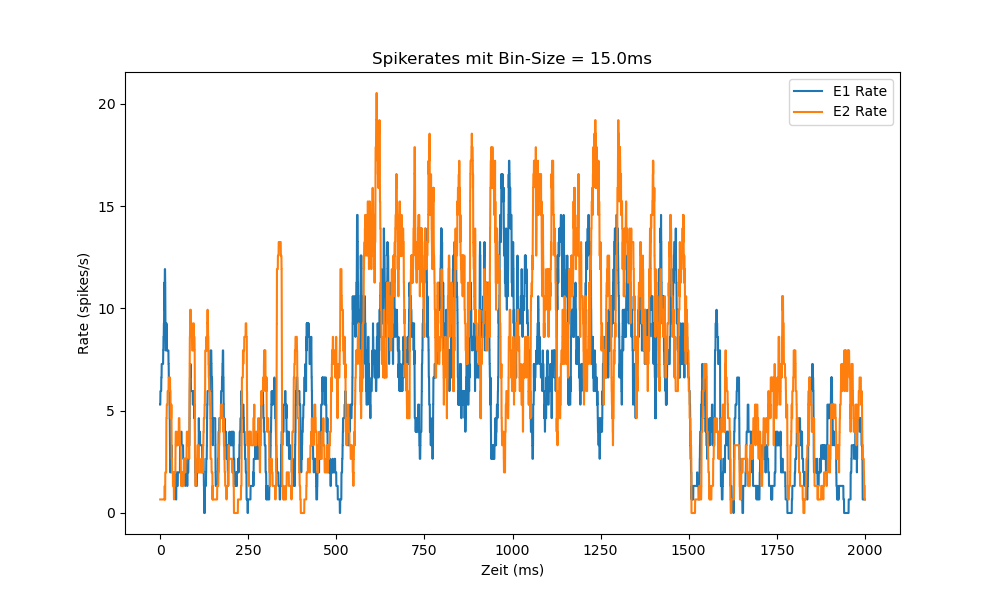 Spikerates mit Bin-Size = 15.0ms
E1 Rate
E2 Rate
Rate (spikes/s)
20
15
10
5
0
0 250 500 750 1000 1250 1500 1750 2000
Zeit (ms)